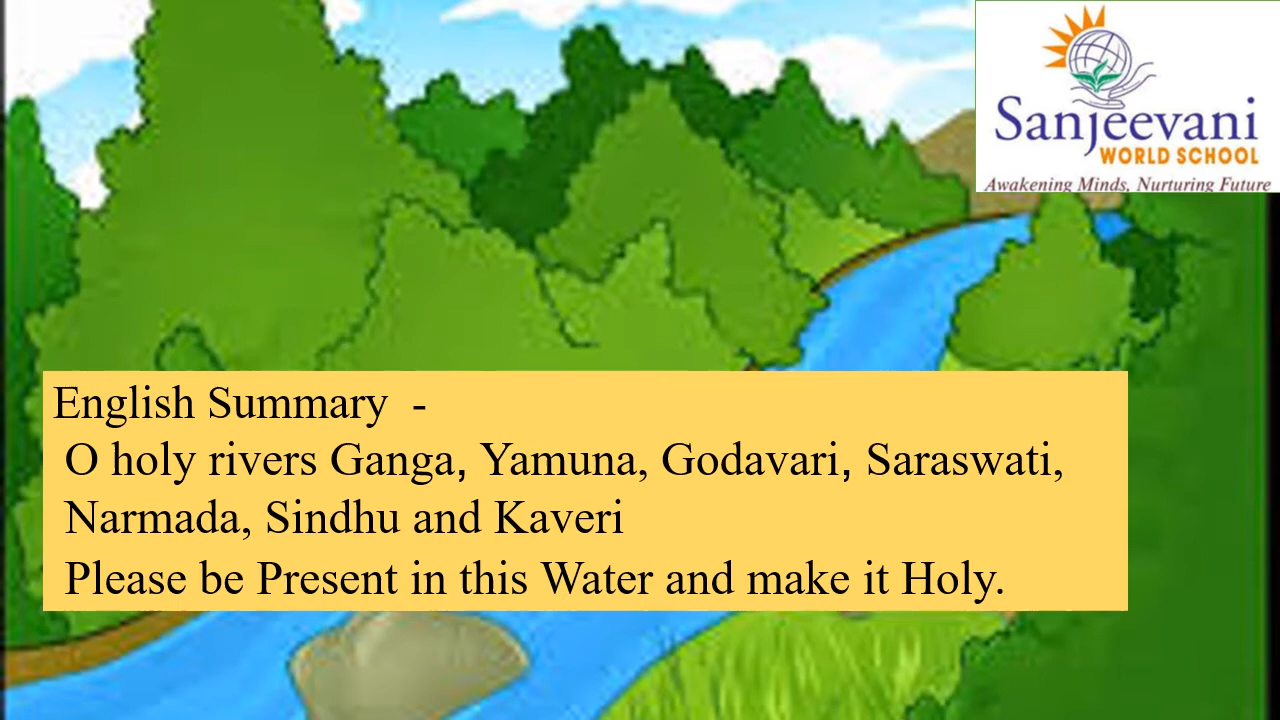 Sanjeevani
WORLD SCHOOL
Awakening Minds, Nurturing Future
English Summary -
O holy rivers Ganga, Yamuna, Godavari, Saraswati,
Narmada, Sindhu and Kaveri
Please be Present in this Water and make it Holy.